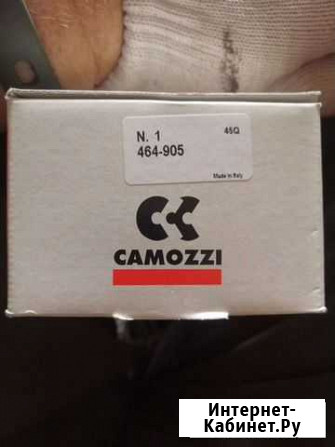 N. 1 45Q
464-905
Made in Italy
CAMOZZI
Интернет-
Кабинет.Ру